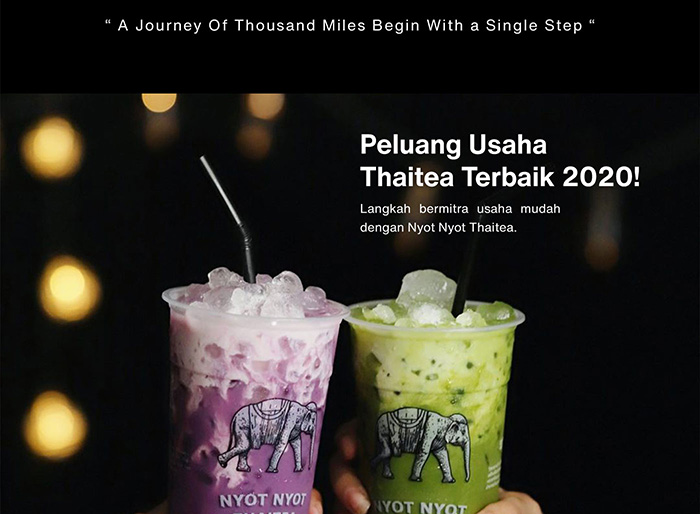 “ A Journey Of Thousand Miles Begin With a Single Step “
Peluang Usaha
Thaitea Terbaik 2020!
Langkah bermitra usaha mudah
dengan Nyot Nyot Thaitea.
NYOT NYOT
NYOT NYOT